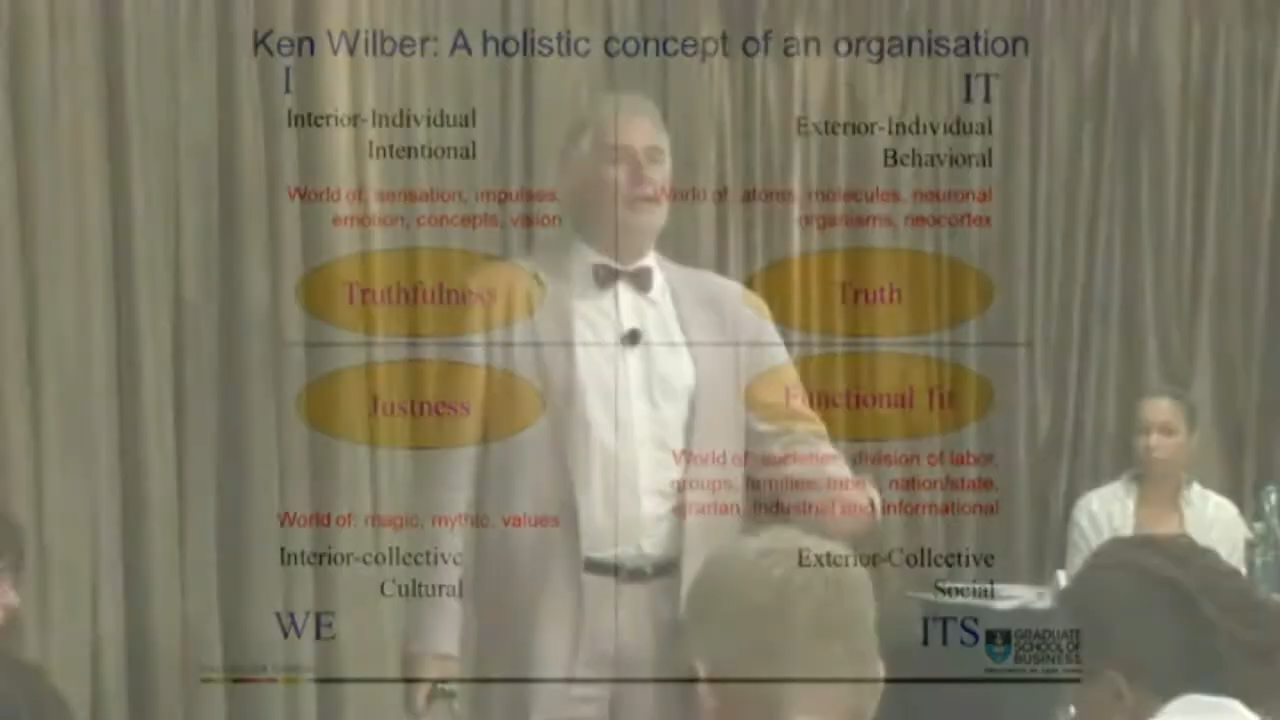 Ken Wilber: A holistic concept of an organisation
I
IT
Interior-Individual
Intentional
Exterior-Individual
Behavioral
World of: sensation, impulses,
emotion, concepts, vision
World of: atoms, molecules, neuronal
organisms, neocortex
Truthfulness
Truth
Justness
Functional fit
World of: societies, division of labor,
groups, families, tribes, nation/state,
agrarian, industrial and informational
World of: magic, mythic, values
Interior-collective
Cultural
Exterior-Collective
Social
WE
ITS
GRADUATE
SCHOOL OF
BUSINESS